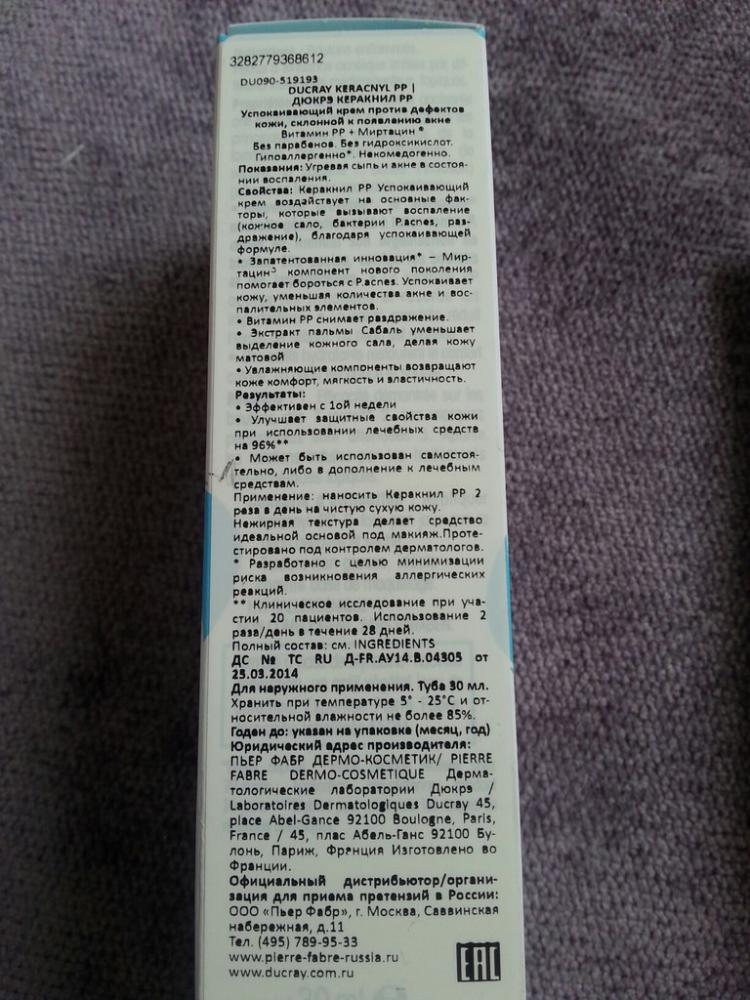 3282779368612
DU090-519193
DUCRAY KERACNYL PP |
ДЮКРЭ КЕРАКНИЛ РР
Успокаивающий крем против дефектов
кожи, склонной к появлению акне
Витамин РР + Миртацин ®
Без парабенов. Без гидроксикислот.
Гипоаллергенно*. Некомедогенно.
Показания: Угревая сыпь и акне в состоя-
нии воспаления.
Свойства: Керакнил РР Успокаивающий
крем воздействует на основные фак-
торы, которые вызывают воспаление
(кожное сало, бактерии P.acnes, раз-
дражение), благодаря успокаивающей
формуле.
• Запатентованная инновация* – Мир-
тацин компонент нового поколения
помогает бороться с P.acnes. Успокаивает
кожу, уменьшая количества акне и вос-
палительных элементов.
• Витамин РР снимает раздражение.
• Экстракт пальмы Сабаль уменьшает
выделение кожного сала, делая кожу
матовой
• Увлажняющие компоненты возвращают
коже комфорт, мягкость и эластичность.
Результаты:
• Эффективен с 1ой недели
• Улучшает защитные свойства кожи
при использовании лечебных средств
на 96%**
• Может быть использован самостоя-
тельно, либо в дополнение к лечебным
средствам.
Применение: наносить Керакнил РР 2
раза в день на чистую сухую кожу.
Нежирная текстура делает средство
идеальной основой под макияж.Проте-
стировано под контролем дерматологов.
* Разработано с целью минимизации
риска возникновения аллергических
реакций.
** Клиническое исследование при уча-
стии 20 пациентов. Использование 2
раза/день в течение 28 дней.
Полный состав: см. INGREDIENTS
ДС № ТС RU Д-FR.АУ14.В.04305 от
25.03.2014
Для наружного применения. Туба 30 мл.
Хранить при температуре 5° - 25°С и от-
носительной влажности не более 85%.
Годен до: указан на упаковке (месяц, год)
Юридический адрес производителя:
ПЬЕР ФАБР ДЕРМО-КОСМЕТИК/ PIERRE
FABRE DERMO-COSMETIQUE Дерма-
тологические лаборатории Дюкрэ /
Laboratoires Dermatologiques Ducray 45,
place Abel-Gance 92100 Boulogne, Paris,
France / 45, плас Абель-Ганс 92100 Бу-
лонь, Париж, Франция Изготовлено во
Франции.
Официальный дистрибьютор/органи-
зация для приема претензий в России:
ООО «Пьер Фабр», г. Москва, Саввинская
набережная, д.11
Тел. (495) 789-95-33
www.pierre-fabre-russia.ru
www.ducray.com.ru
EAC